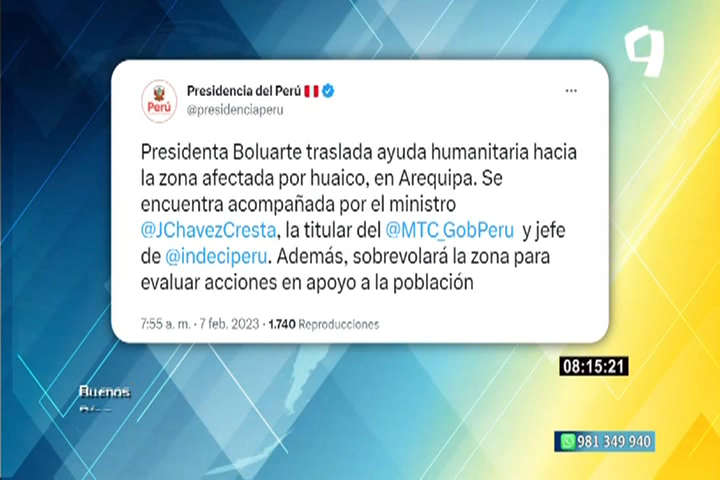 Presidencia del Perú
Perú
@presidenciaperu
Presidenta Boluarte traslada ayuda humanitaria hacia
la zona afectada por huaico, en Arequipa. Se
encuentra acompañada por el ministro
@JChavezCresta, la titular del @MTC_GobPeru y jefe
de @indeciperu. Además, sobrevolará la zona para
evaluar acciones en apoyo a la población
7:55 a. m. · 7 feb. 2023 · 1.740 Reproducciones
08:15:21
Buenos
981 349 940